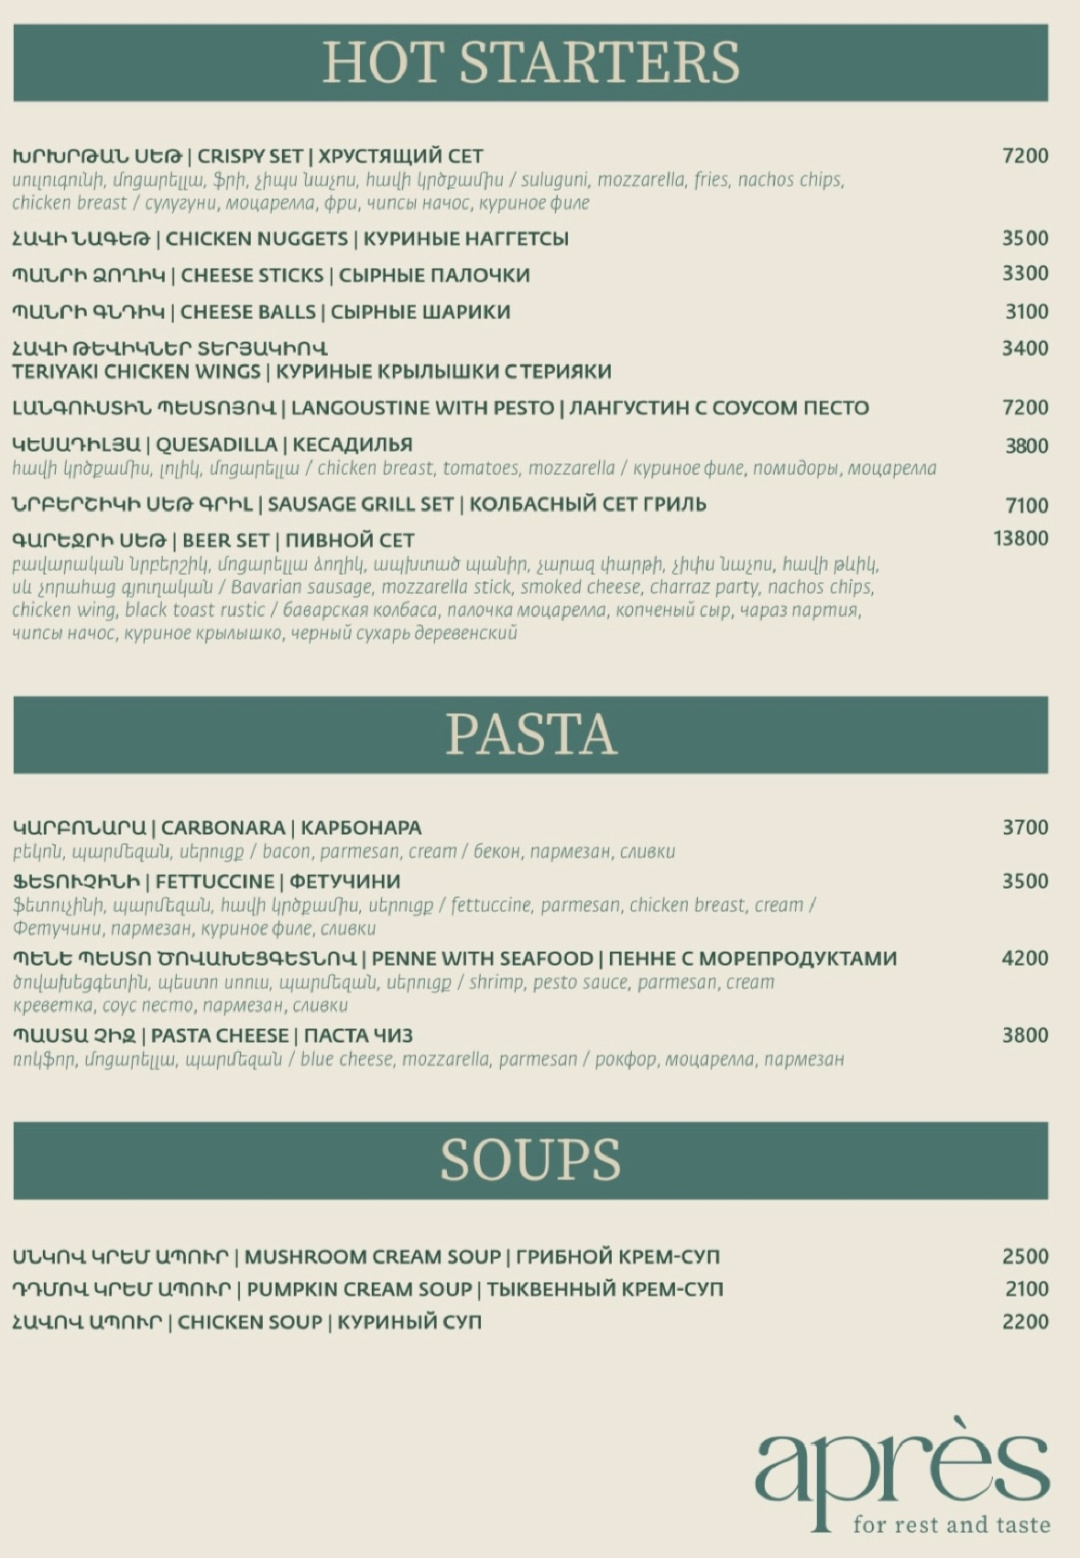 HOT STARTERS
ԽՐԽՐԹԱՆ ՍԵԹ | CRISPY SET | ХРУСТЯЩИЙ СЕТ 7200
սուլուգունի, մոցարելլա, ֆրի, չիպս նաչոս, հավի կրծքամիս / suluguni, mozzarella, fries, nachos chips,
chicken breast / сулугуни, моцарелла, фри, чипсы начос, куриное филе
ՀԱՎԻ ՆԱԳԵԹ | CHICKEN NUGGETS | КУРИНЫЕ НАГГЕТСЫ 3500
ՊԱՆՐԻ ՁՈՂԻԿ | CHEESE STICKS | СЫРНЫЕ ПАЛОЧКИ 3300
ՊԱՆՐԻ ԳՆԴԻԿ | CHEESE BALLS | СЫРНЫЕ ШАРИКИ 3100
ՀԱՎԻ ԹԵՎԻԿՆԵՐ ՏԵՐՅԱԿԻՈՎ 3400
TERIYAKI CHICKEN WINGS | КУРИНЫЕ КРЫЛЫШКИ С ТЕРИЯКИ
ԼԱՆԳՈՒՍՏԻՆ ՊԵՍՏՈՅՈՎ | LANGOUSTINE WITH PESTO | ЛАНГУСТИН С СОУСОМ ПЕСТО 7200
ԿԵՍԱԴԻԼՅԱ | QUESADILLA | КЕСАДИЛЬЯ 3800
հավի կրծքամիս, լոլիկ, մոցարելլա / chicken breast, tomatoes, mozzarella / куриное филе, помидоры, моцарелла
ՆՐԲԵՐՇԻԿԻ ՍԵԹ ԳՐԻԼ | SAUSAGE GRILL SET | КОЛБАСНЫЙ СЕТ ГРИЛЬ 7100
ԳԱՐԵՋՐԻ ՍԵԹ | BEER SET | ПИВНОЙ СЕТ 13800
բավարական նրբերշիկ, մոցարելլա ձողիկ, ապխտած պանիր, չարազ փարթի, չիփս նաչոս, հավի թևիկ,
սև չորահաց գյուղական / Bavarian sausage, mozzarella stick, smoked cheese, charraz party, nachos chips,
chicken wing, black toast rustic / баварская колбаса, палочка моцарелла, копченый сыр, чараз партия,
чипсы начос, куриное крылышко, черный сухарь деревенский
PASTA
ԿԱՐԲՈՆԱՐԱ | CARBONARA | КАРБОНАРА 3700
բեկոն, պարմեզան, սերուցք / bacon, parmesan, cream / бекон, пармезан, сливки
ՖԵՏՈՒՉԻՆԻ | FETTUCCINE | ФЕТУЧИНИ 3500
ֆետուչինի, պարմեզան, հավի կրծքամիս, սերուցք / fettuccine, parmesan, chicken breast, cream /
Фетучини, пармезан, куриное филе, сливки
ՊԵՆԵ ՊԵՍՏՈ ԾՈՎԱԽԵՑԳԵՏՆՈՎ | PENNE WITH SEAFOOD | ПЕННЕ С МОРЕПРОДУКТАМИ 4200
ծովախեցգետին, պեստո սոուս, պարմեզան, սերուցք / shrimp, pesto sauce, parmesan, cream
креветка, соус песто, пармезан, сливки
ՊԱՍՏԱ ՉԻԶ | PASTA CHEESE | ПАСТА ЧИЗ 3800
ռոկֆոր, մոցարելլա, պարմեզան / blue cheese, mozzarella, parmesan / рокфор, моцарелла, пармезан
SOUPS
ՍՆԿՈՎ ԿՐԵՄ ԱՊՈՒՐ | MUSHROOM CREAM SOUP | ГРИБНОЙ КРЕМ-СУП 2500
ԴԴՄՈՎ ԿՐԵՄ ԱՊՈՒՐ | PUMPKIN CREAM SOUP | ТЫКВЕННЫЙ КРЕМ-СУП 2100
ՀԱՎՈՎ ԱՊՈՒՐ | CHICKEN SOUP | КУРИНЫЙ СУП 2200
après
for rest and taste